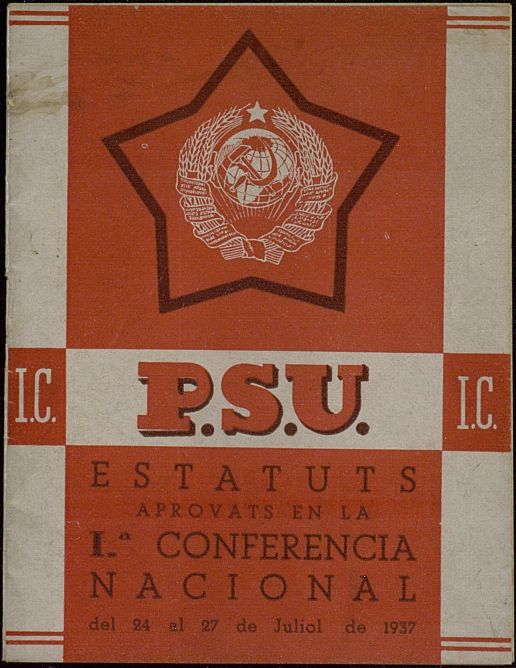 I.C. P.S.U. I.C.
ESTATUTS
APROVATS EN LA
I.ª CONFERENCIA
NACIONAL
del 24 al 27 de Juliol de 1937